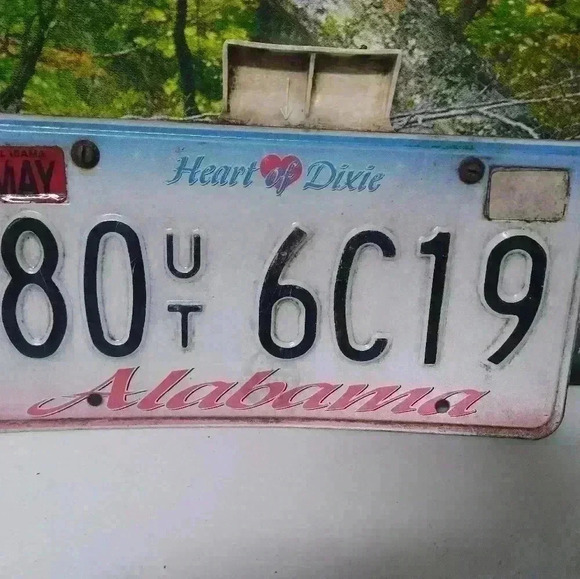 Heart of Dixie
MAY
80 UT 6C19
Alabama